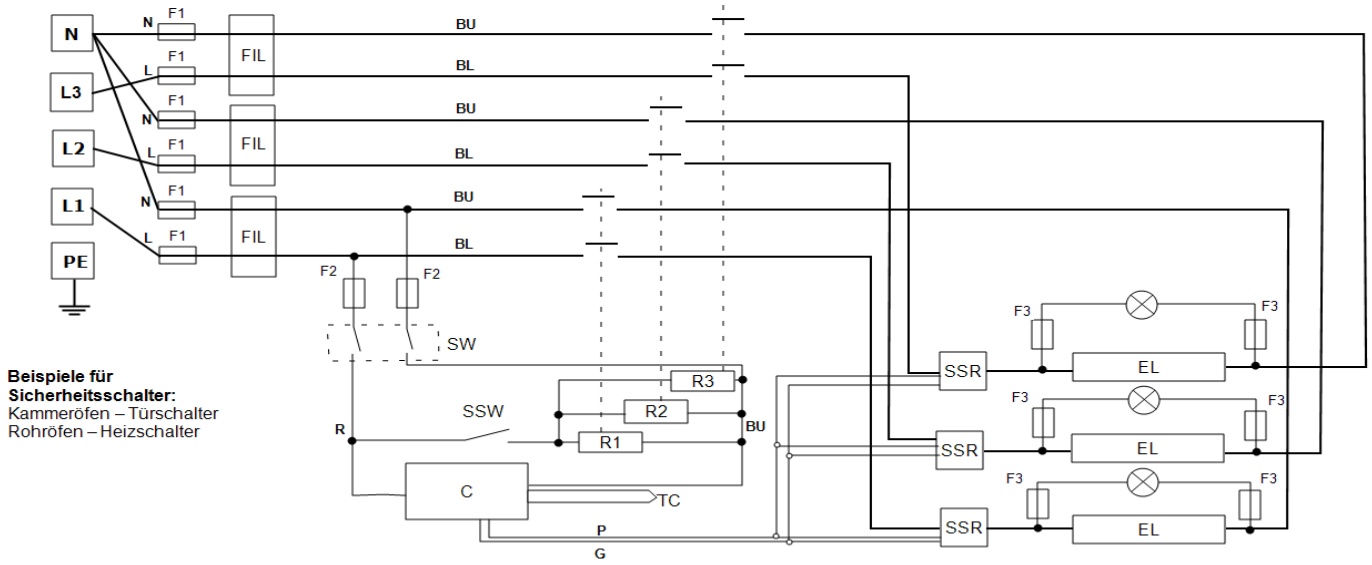 N
L3
L2
L1
PE
N
F1
L
F1
N
F1
L
F1
N
F1
L
F1
FIL
FIL
FIL
BU
BL
BU
BL
BU
BL
F2
F2
SW
Beispiele für
Sicherheitsschalter:
Kammeröfen – Türschalter
Rohröfen – Heizschalter
R
SSW
R3
R2
R1
BU
C
TC
P
G
SSR
F3
F3
EL
SSR
F3
F3
EL
SSR
F3
F3
EL